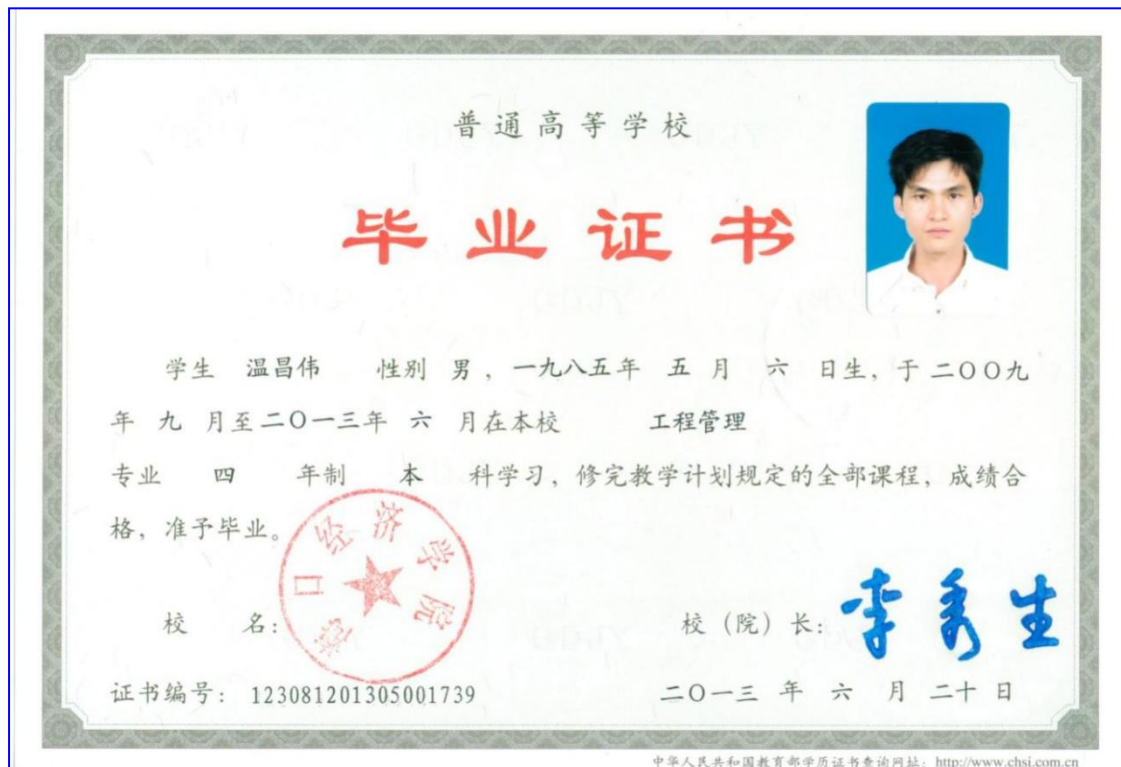 普通高等学校
毕业证书
学生 温昌伟 性别 男，一九八五年 五 月 六 日生，于 二〇〇九
年 九 月至 二〇一三年 六 月在本校 工程管理
专业 四 年制 本 科学习，修完教学计划规定的全部课程，成绩合
格，准予毕业。
海口经济学院
校 名： 校（院）长：李秀生
证书编号：123081201305001739 二〇一三 年 六 月 二十 日
中华人民共和国教育部学历证书查询网址：http://www.chsi.com.cn